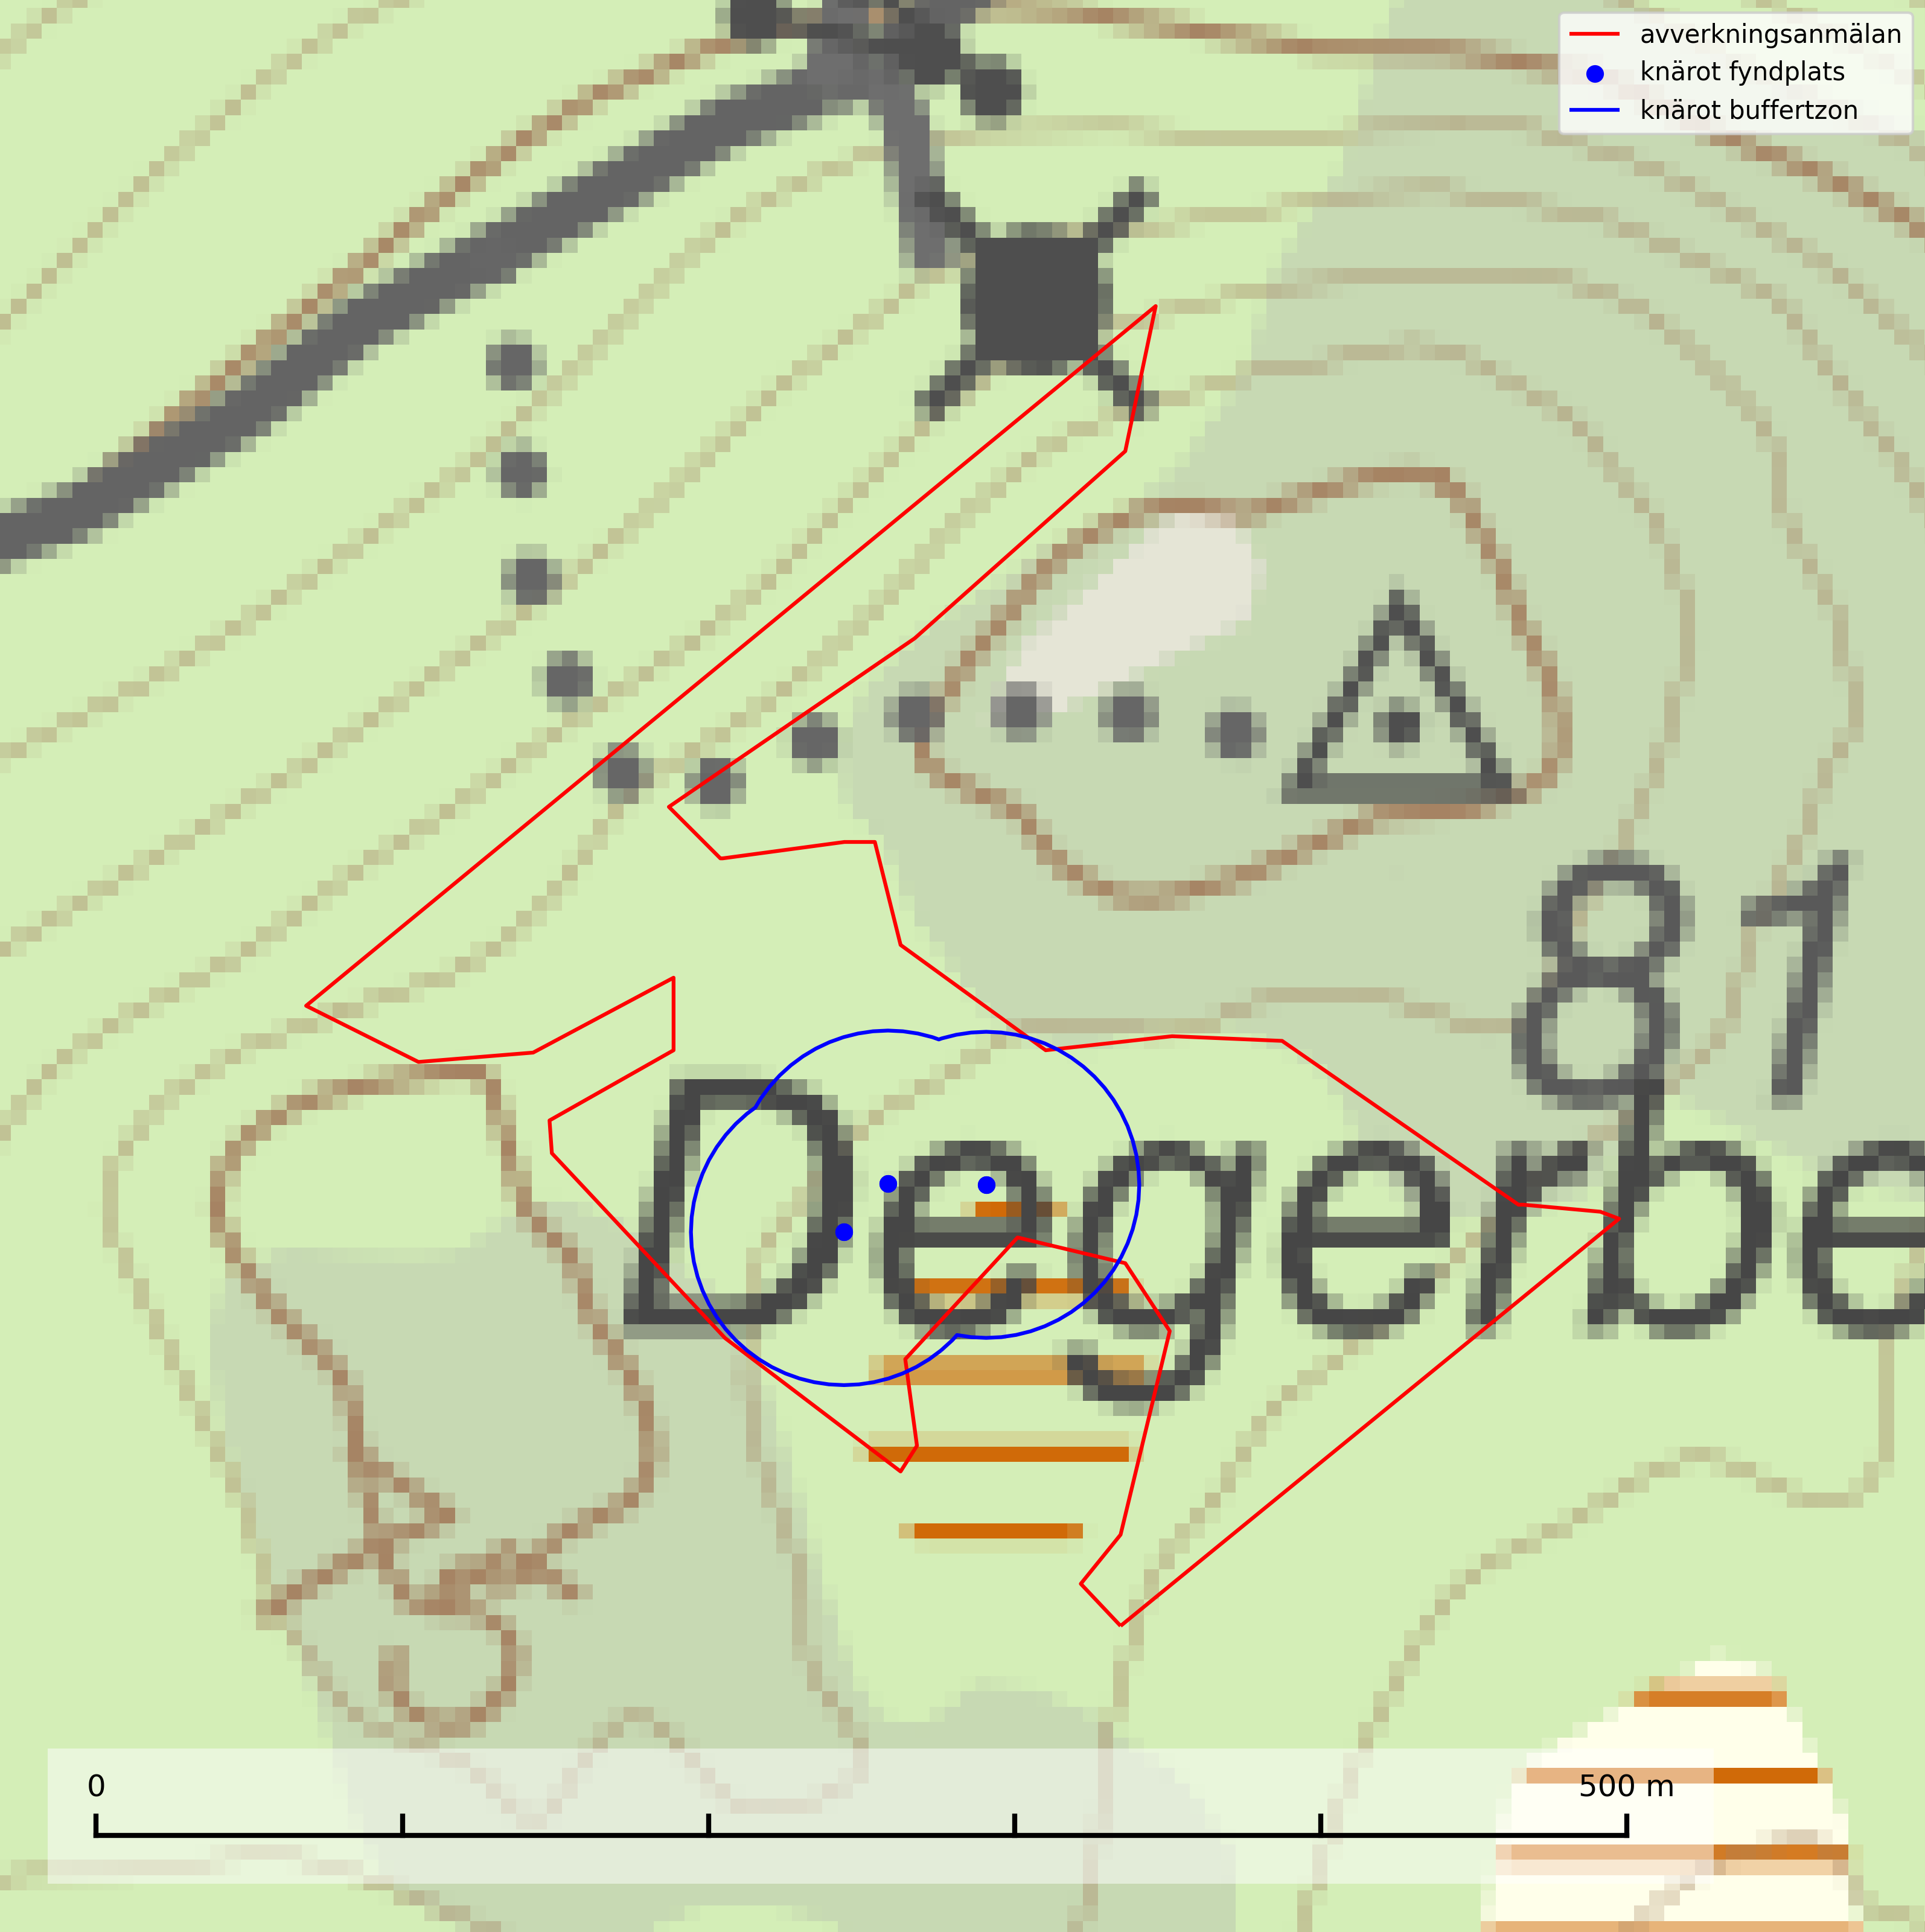 avverkningsanmälan
knärot fyndplats
knärot buffertzon
81
Degerbe
0
500 m